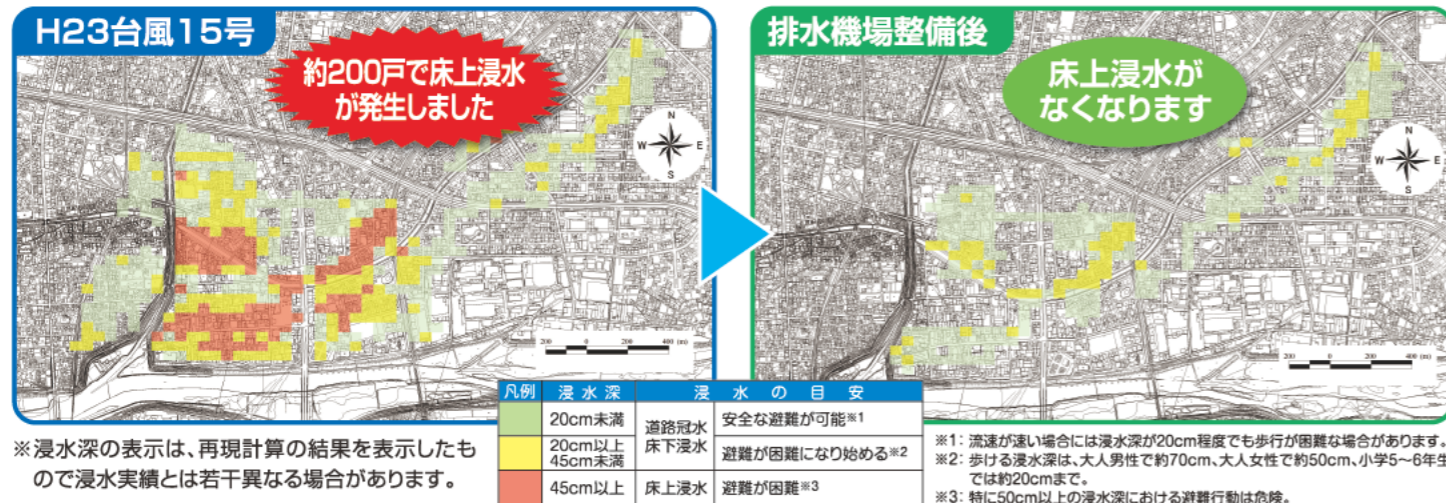 H23台風15号
約200戸で床上浸水
が発生しました
N
W E
S
200 0 200 400 (m)
排水機場整備後
床上浸水が
なくなります
N
W E
S
200 0 200 400 (m)
※浸水深の表示は、再現計算の結果を表示したも
ので浸水実績とは若干異なる場合があります。
凡例 浸水深 浸水の目安
20cm未満 道路冠水 床下浸水 安全な避難が可能※1
20cm以上
45cm未満 避難が困難になり始める※2
45cm以上 床上浸水 避難が困難※3
※1：流速が速い場合には浸水深が20cm程度でも歩行が困難な場合があります。
※2：歩ける浸水深は、大人男性で約70cm、大人女性で約50cm、小学5〜6年生
では約20cmまで。
※3：特に50cm以上の浸水深における避難行動は危険。